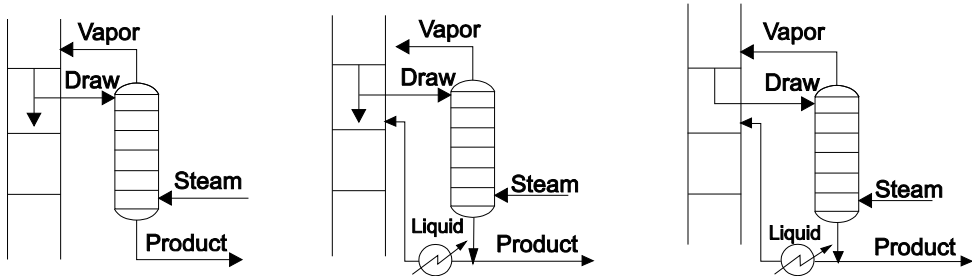 Vapor
Draw
Steam
Product
Vapor
Draw
Steam
Liquid
Product
Vapor
Draw
Steam
Liquid
Product